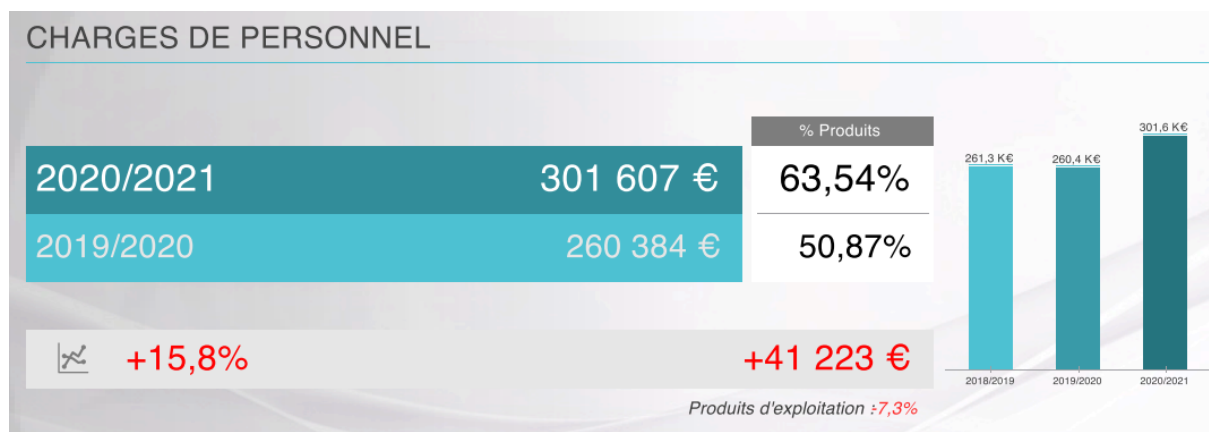 CHARGES DE PERSONNEL
% Produits
2020/2021 301 607 € 63,54%
2019/2020 260 384 € 50,87%
+15,8% +41 223 €
Produits d'exploitation :-7,3%
261,3 K€ 260,4 K€ 301,6 K€
2018/2019 2019/2020 2020/2021